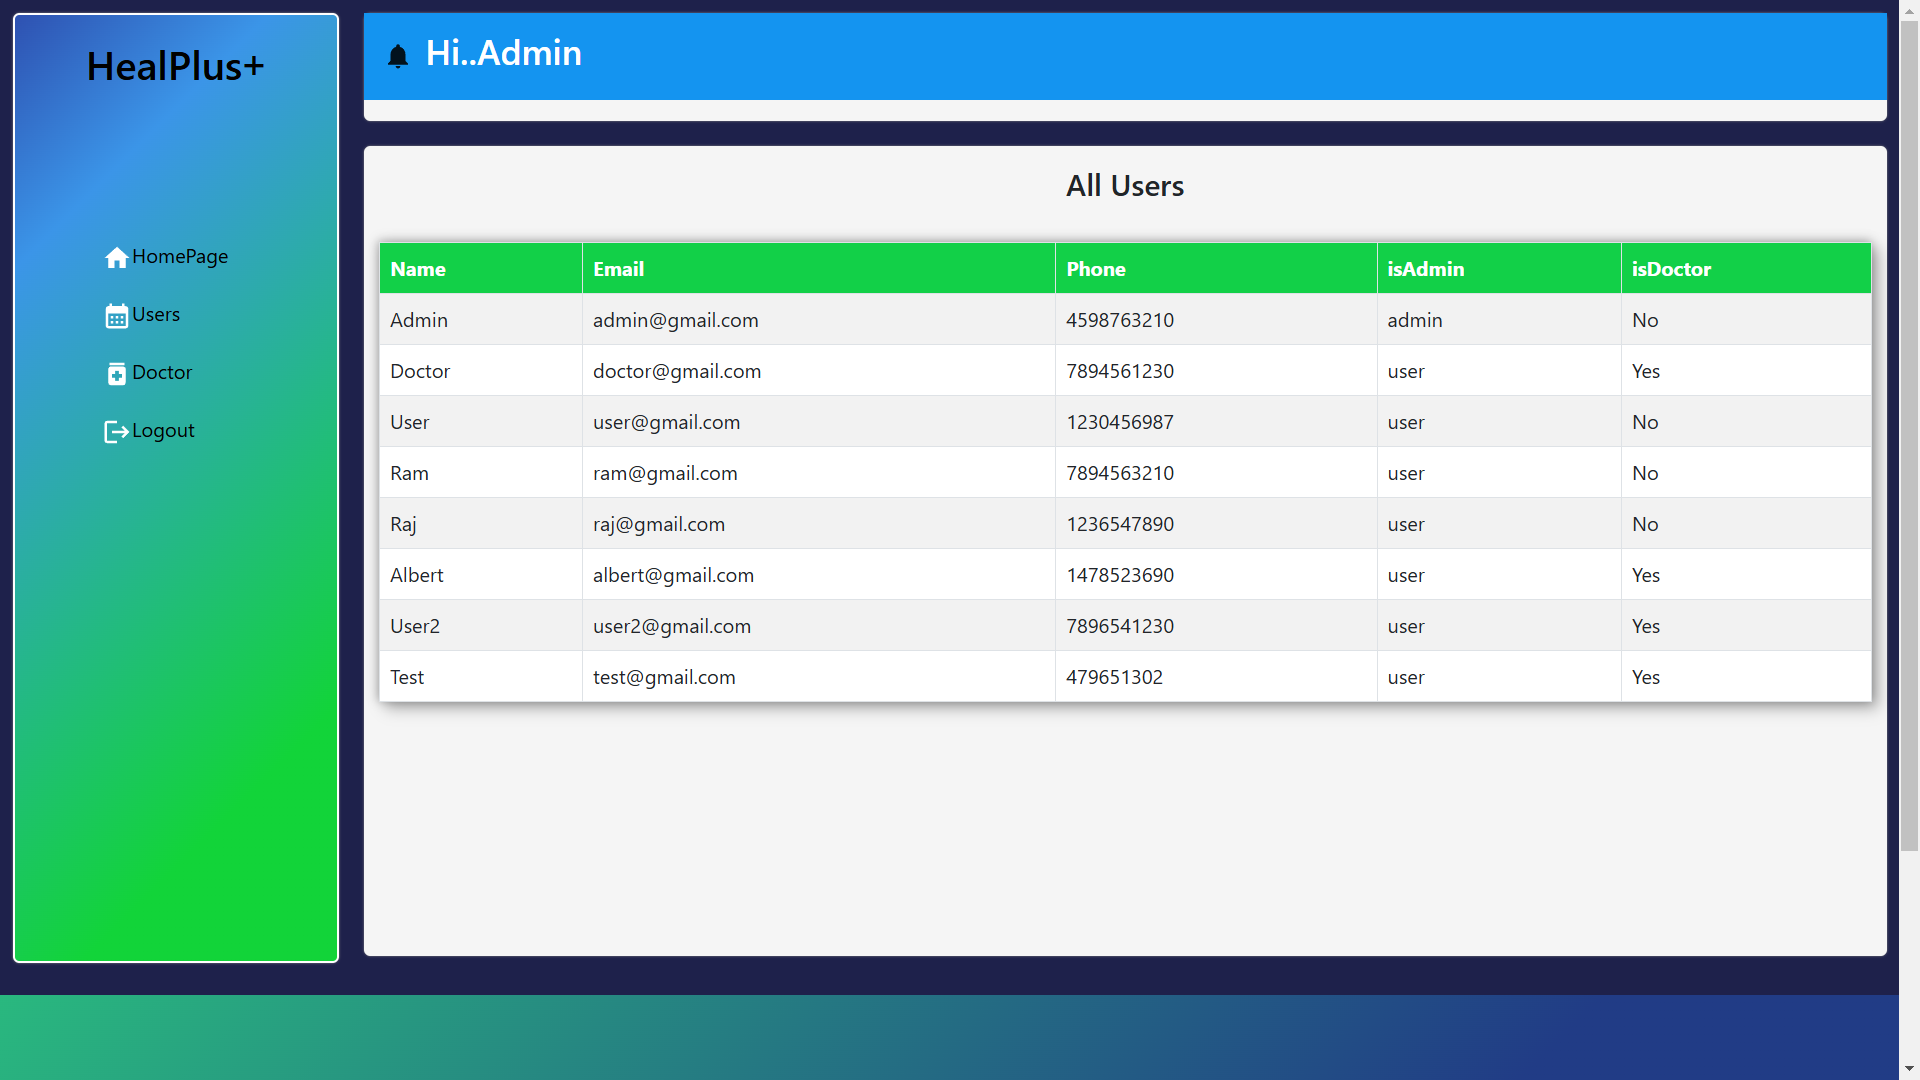 HealPlus+
HomePage
Users
Doctor
Logout
Hi..Admin
All Users
Name Email Phone isAdmin isDoctor
Admin admin@gmail.com 4598763210 admin No
Doctor doctor@gmail.com 7894561230 user Yes
User user@gmail.com 1230456987 user No
Ram ram@gmail.com 7894563210 user No
Raj raj@gmail.com 1236547890 user No
Albert albert@gmail.com 1478523690 user Yes
User2 user2@gmail.com 7896541230 user Yes
Test test@gmail.com 479651302 user Yes